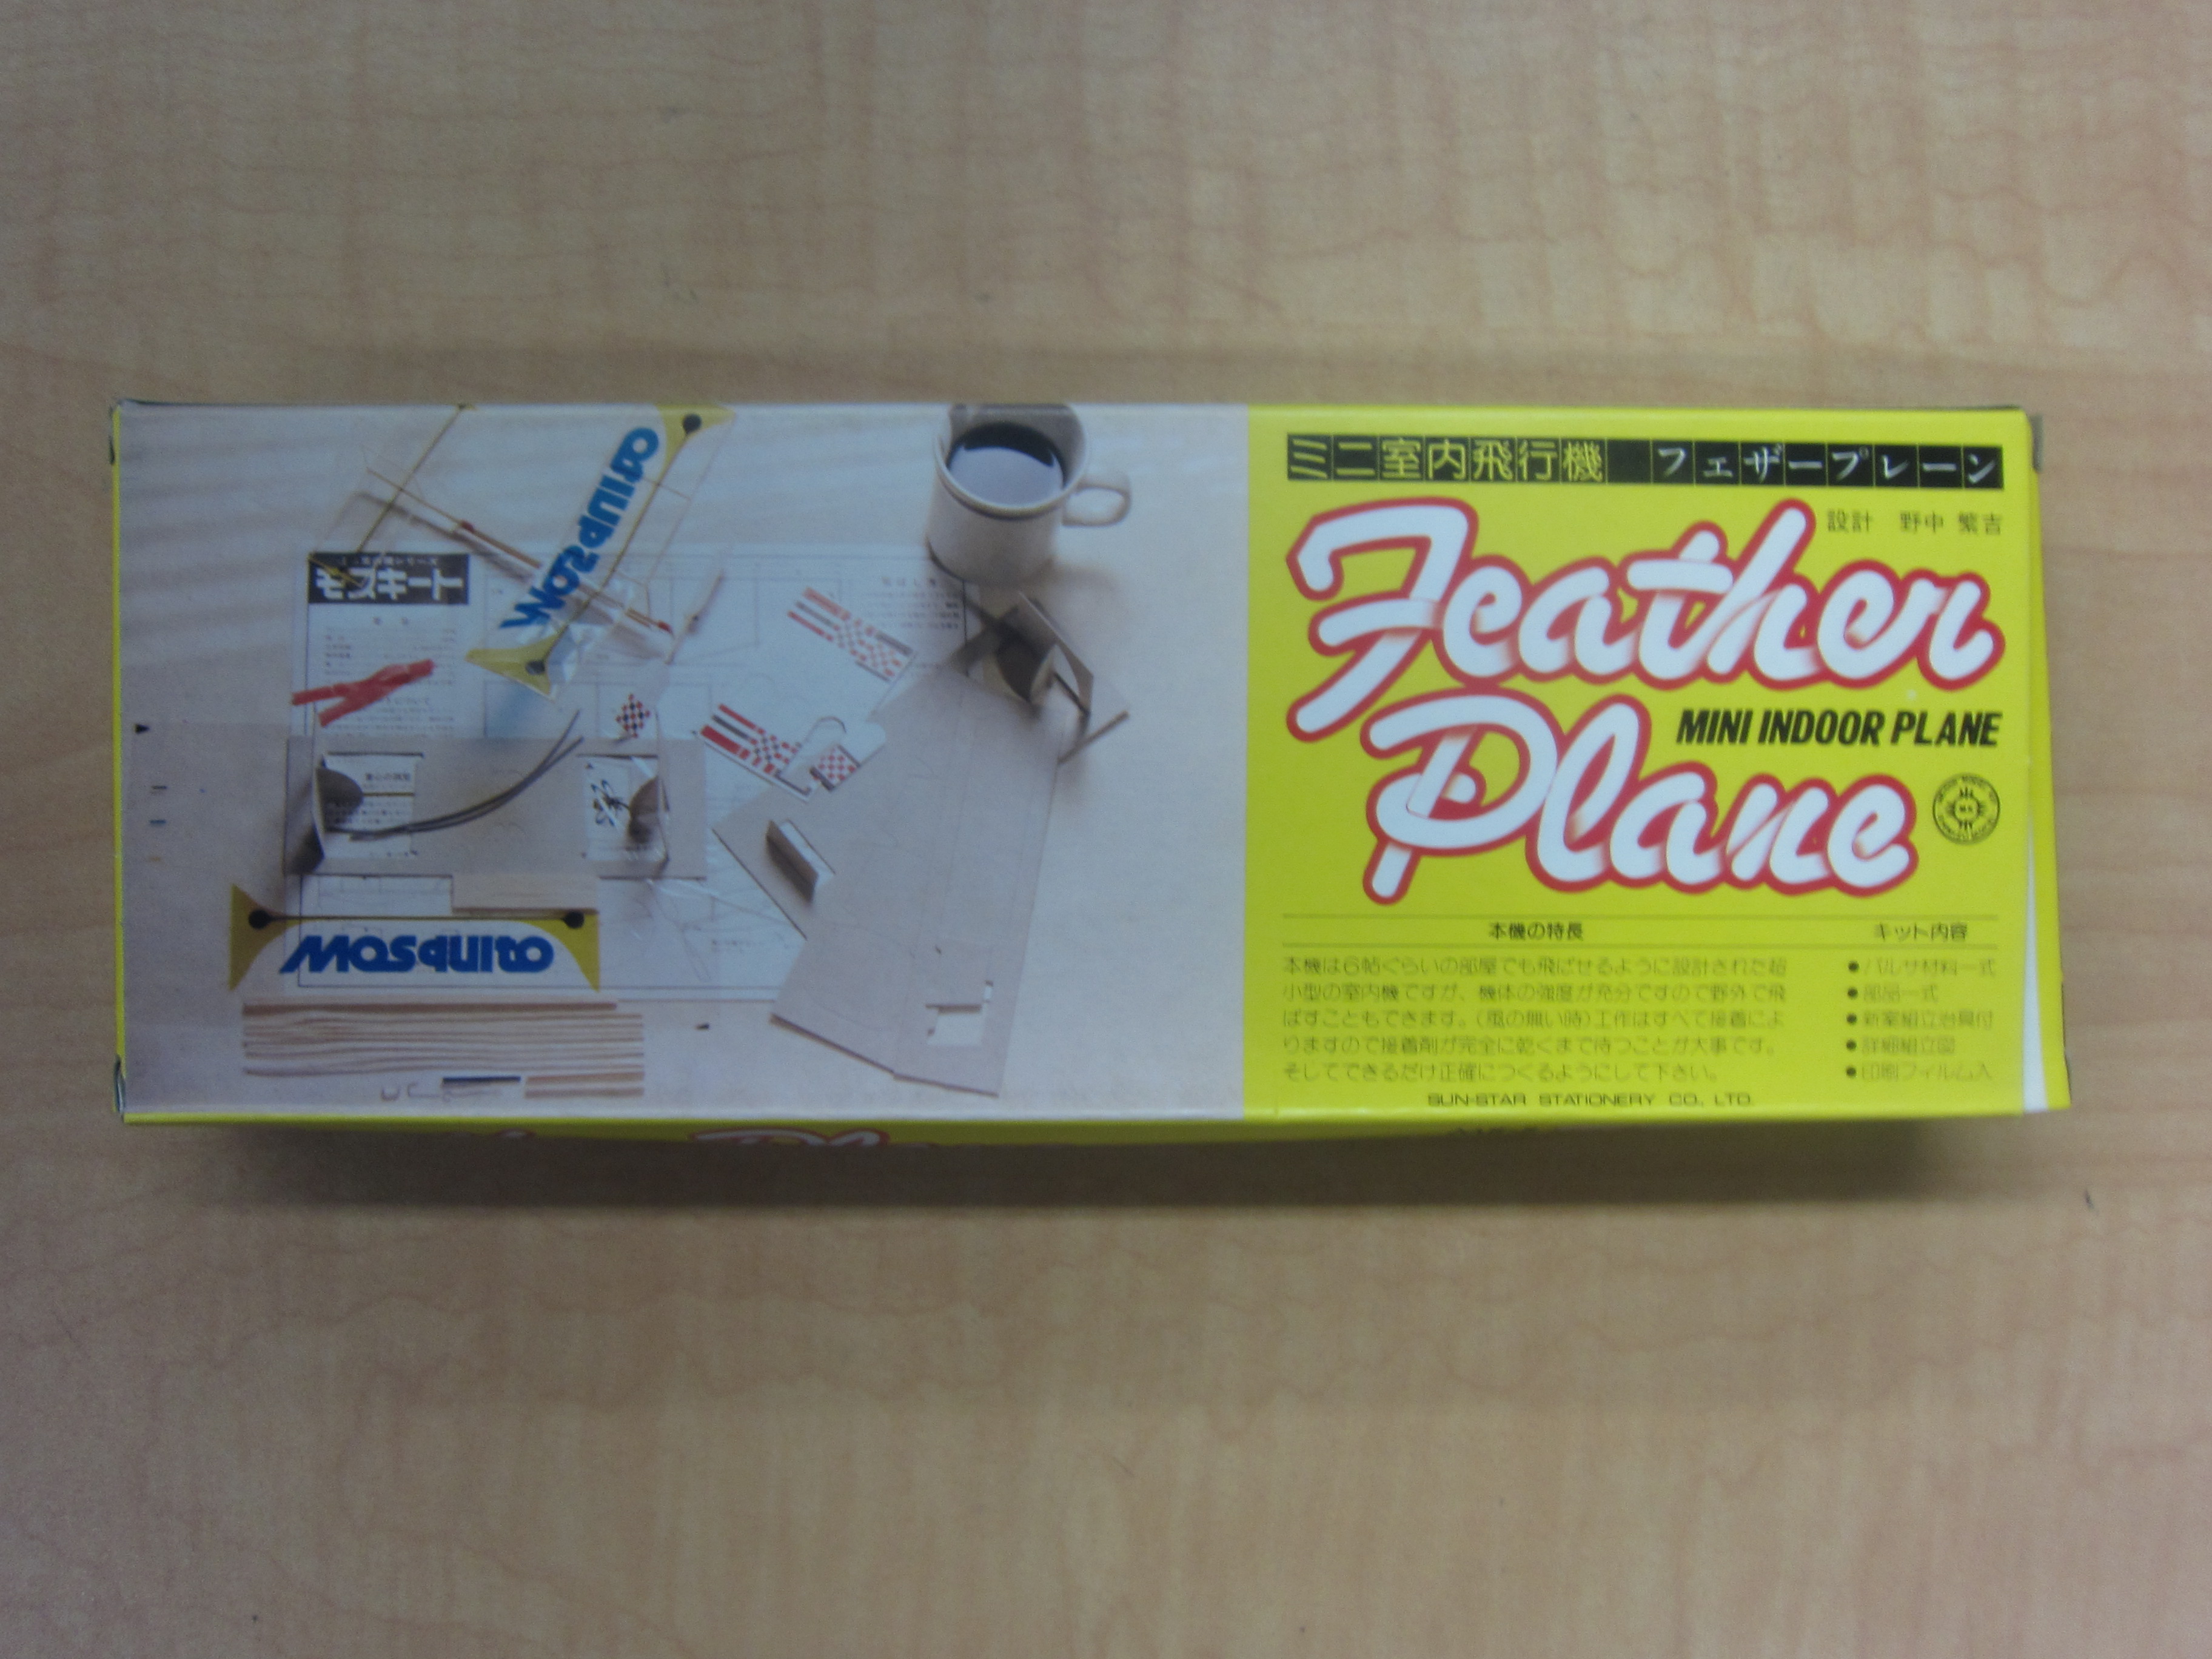 ミニ室内飛行機 フェザープレーン
設計 野中 繁吉
Feather
Plane
MINI INDOOR PLANE
本機の特長
本機は6帖ぐらいの部屋でも飛ばせるように設計された超
小型の室内機ですが、機体の強度が充分ですので野外で飛
ばすこともできます。(風の無い時)工作はすべて接着によ
りますので接着剤が完全に乾くまで待つことが大事です。
そしてできるだけ正確につくるようにして下さい。
キット内容
●バルサ材料一式
●部品一式
●新案組立治具付
●詳細組立図
●印刷フィルム入
SUN-STAR STATIONERY CO., LTD.
MOSQUITO
モスキート
MOSQUITO